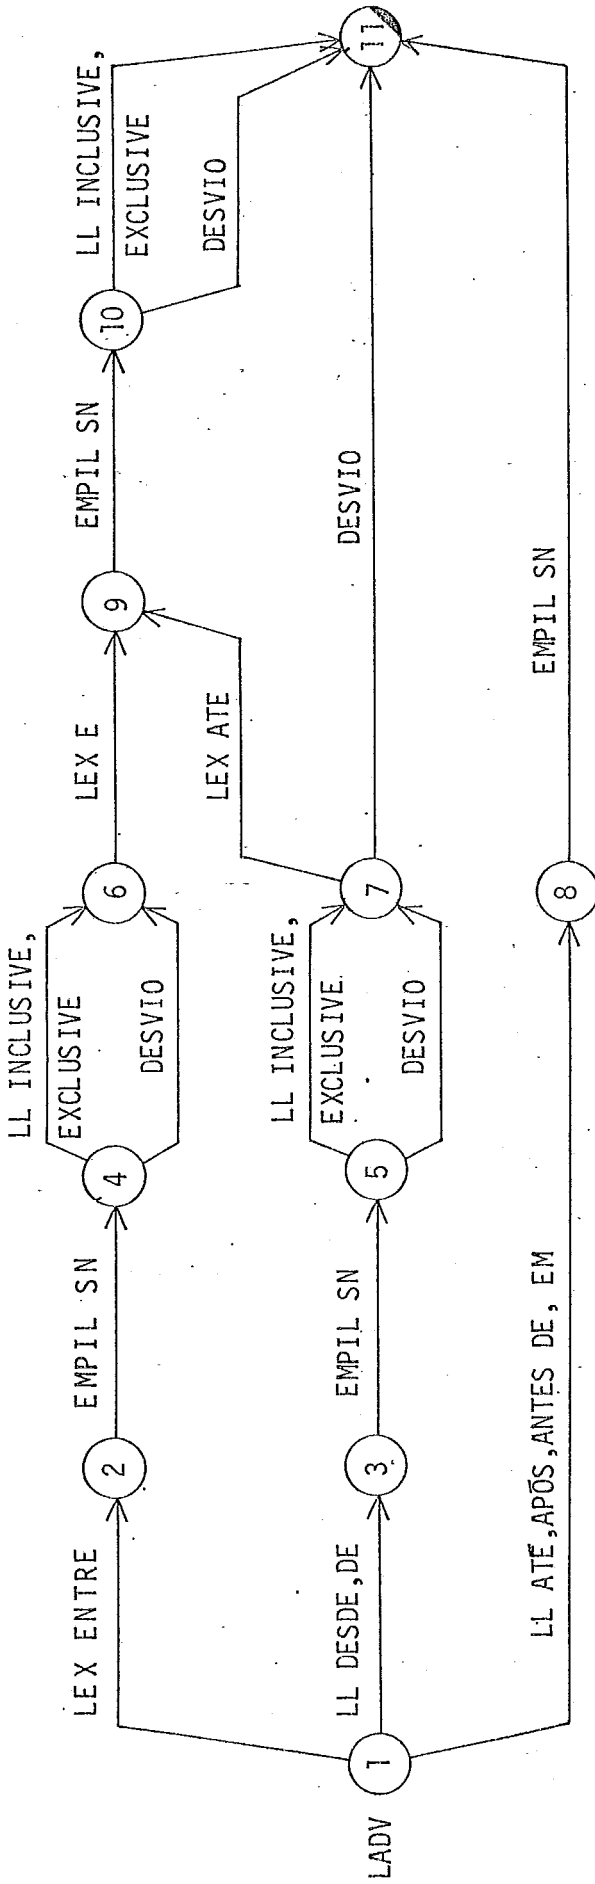 LADV
1
LEX ENTRE
2
EMPIL SN
4
LL INCLUSIVE,
EXCLUSIVE
DESVIO
6
LEX E
9
EMPIL SN
10
LL INCLUSIVE,
EXCLUSIVE
DESVIO
11
LL DESDE,DE
3
EMPIL SN
5
LL INCLUSIVE,
EXCLUSIVE
DESVIO
7
LEX ATE
DESVIO
LL ATÉ,APÓS,ANTES DE, EM
8
EMPIL SN